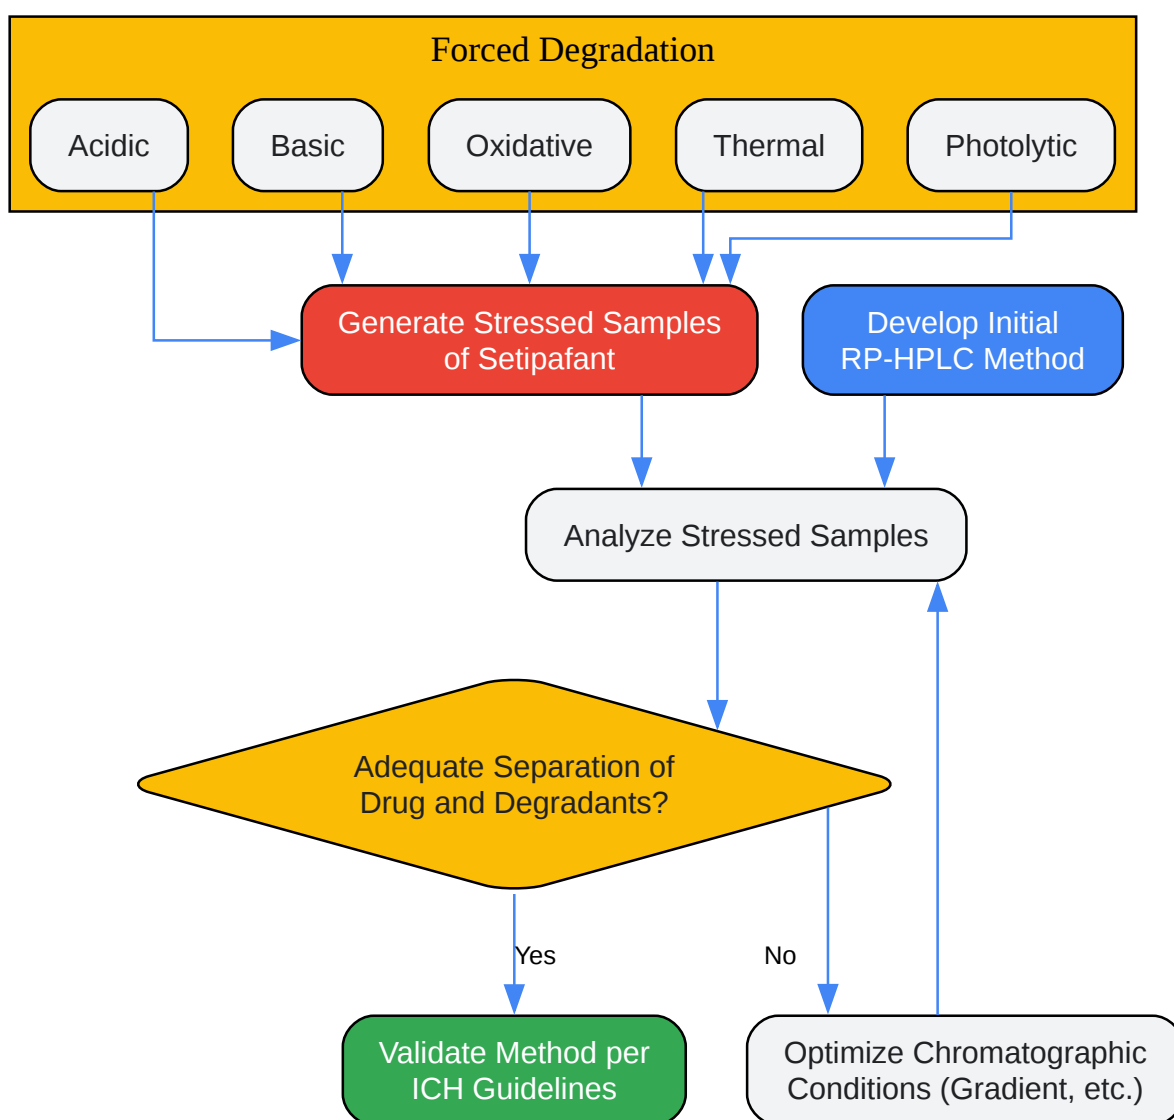 Forced Degradation
Acidic
Basic
Oxidative
Thermal
Photolytic
Generate Stressed Samples
of Setipafant
Develop Initial
RP-HPLC Method
Analyze Stressed Samples
Adequate Separation of
Drug and Degradants?
Yes
No
Validate Method per
ICH Guidelines
Optimize Chromatographic
Conditions (Gradient, etc.)